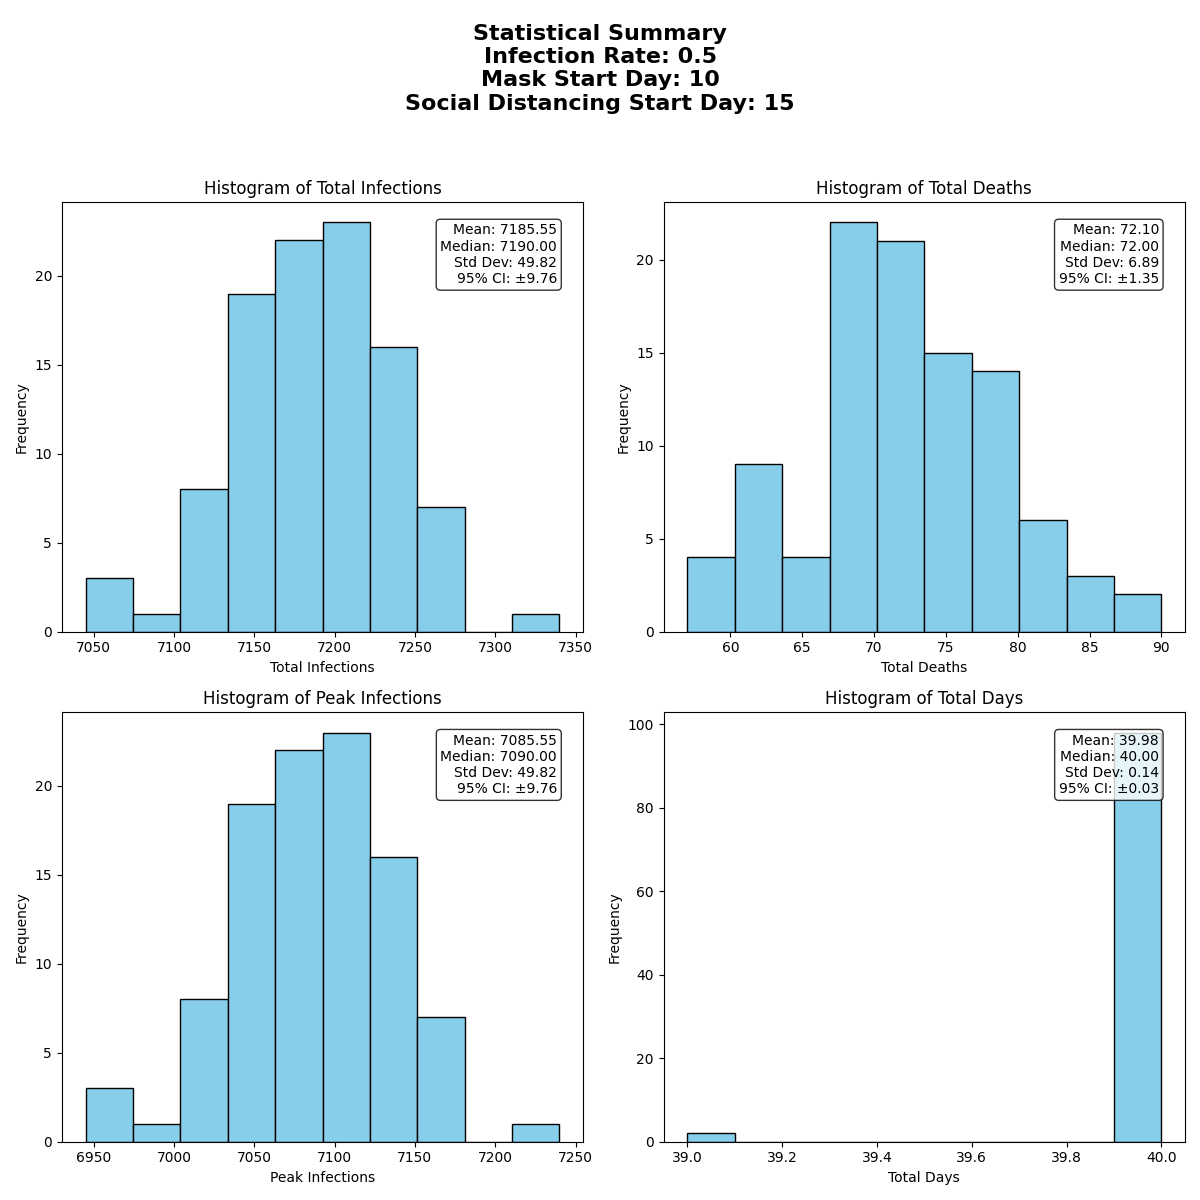 Statistical Summary
Infection Rate: 0.5
Mask Start Day: 10
Social Distancing Start Day: 15
Histogram of Total Infections
Mean: 7185.55
Median: 7190.00
Std Dev: 49.82
95% CI: ±9.76
Frequency
20
15
10
5
0
7050 7100 7150 7200 7250 7300 7350
Total Infections
Histogram of Total Deaths
Mean: 72.10
Median: 72.00
Std Dev: 6.89
95% CI: ±1.35
Frequency
20
15
10
5
0
60 65 70 75 80 85 90
Total Deaths
Histogram of Peak Infections
Mean: 7085.55
Median: 7090.00
Std Dev: 49.82
95% CI: ±9.76
Frequency
20
15
10
5
0
6950 7000 7050 7100 7150 7200 7250
Peak Infections
Histogram of Total Days
Mean: 39.98
Median: 40.00
Std Dev: 0.14
95% CI: ±0.03
Frequency
100
80
60
40
20
0
39.0 39.2 39.4 39.6 39.8 40.0
Total Days